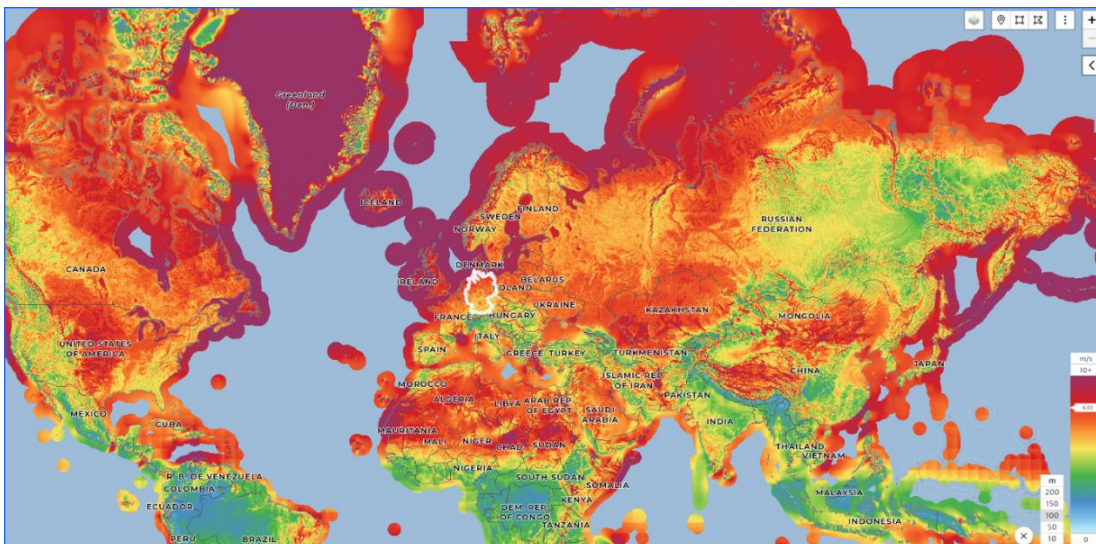 Greenland
(Den.)
ICELAND
FINLAND
SWEDEN
NORWAY
RUSSIAN
FEDERATION
CANADA
DENMARK
IRELAND
BELARUS
OLAND
UKRAINE
FRANCE
HUNGARY
KAZAKHSTAN
MONGOLIA
UNITED STATES
OF AMERICA
ITALY
SPAIN
GREECE
TURKEY
TURKMENISTAN
JAPAN
CHINA
ISLAMIC REP
OF IRAN
MOROCCO
PAKISTAN
ALGERIA
LIBYA
ARAB REP.
OF EGYPT
SAUDI
ARABIA
MEXICO
CUBA
INDIA
MAURITANIA
MALI
NIGER
CHAD
SUDAN
THAILAND
VIETNAM
NIGERIA
R. B. DE VENEZUELA
COLOMBIA
SOUTH SUDAN
SOMALIA
MALAYSIA
ECUADOR
KENYA
DEM. REP.
OF CONGO
TANZANIA
INDONESIA
PERU
BRAZIL
m/s
10+
0
m
200
150
100
50
10